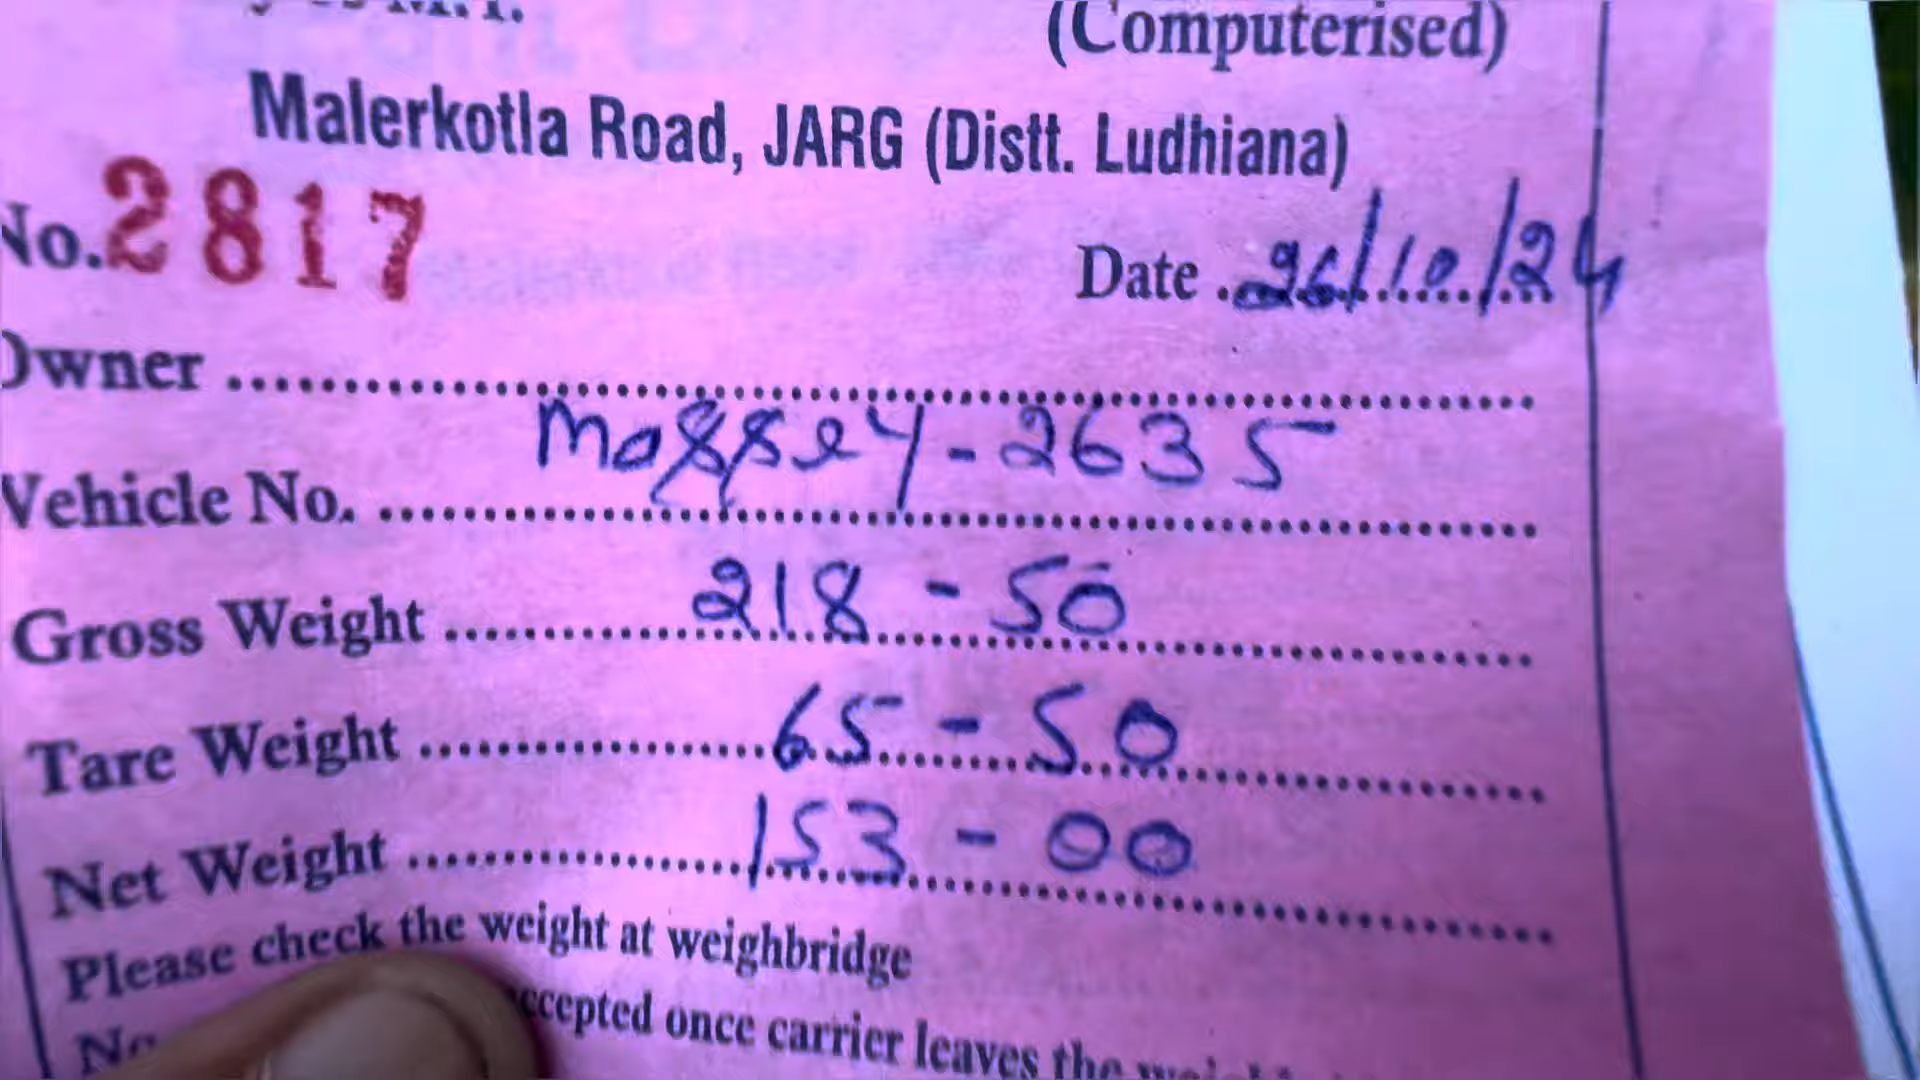 (Computerised)
Malerkotla Road, JARG (Distt. Ludhiana)
No. 2817 Date 26/10/24
Owner
Vehicle No. Massey-2635
Gross Weight 218-50
Tare Weight 65-50
Net Weight 153-00
Please check the weight at weighbridge
once carrier leaves the